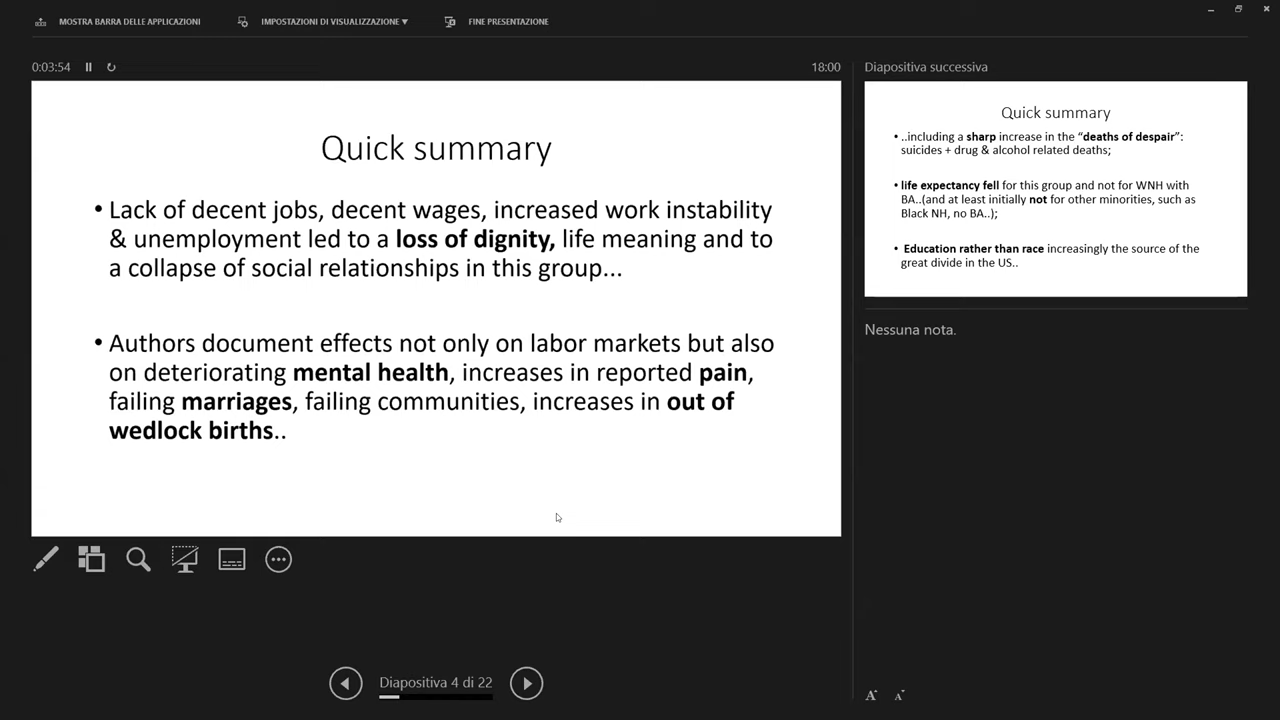 MOSTRA BARRA DELLE APPLICAZIONI
IMPOSTAZIONI DI VISUALIZZAZIONE ▼
FINE PRESENTAZIONE
0:03:54
18:00
Quick summary
• Lack of decent jobs, decent wages, increased work instability
& unemployment led to a loss of dignity, life meaning and to
a collapse of social relationships in this group...
• Authors document effects not only on labor markets but also
on deteriorating mental health, increases in reported pain,
failing marriages, failing communities, increases in out of
wedlock births..
Diapositiva 4 di 22
Diapositiva successiva
Quick summary
• ..including a sharp increase in the “deaths of despair”:
suicides + drug & alcohol related deaths;
• life expectancy fell for this group and not for WNH with
BA..(and at least initially not for other minorities, such as
Black NH, no BA..);
• Education rather than race increasingly the source of the
great divide in the US..
Nessuna nota.
A A